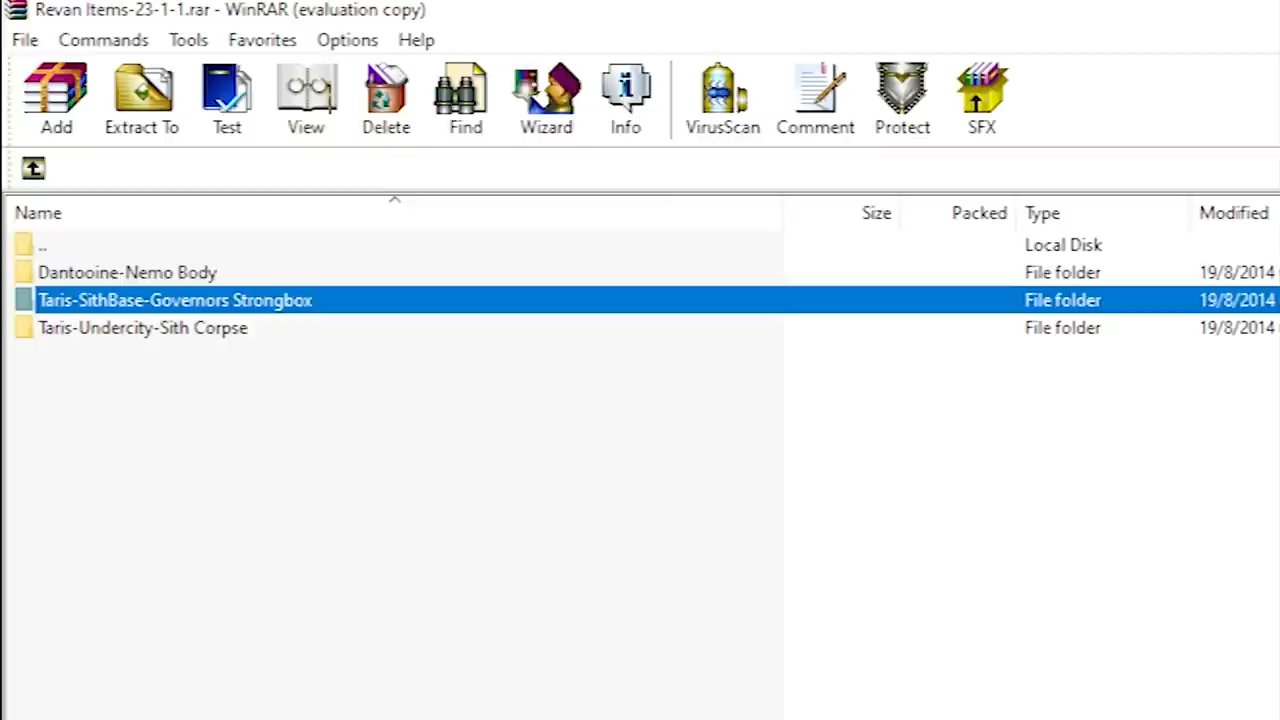 Revan Items-23-1-1.rar - WinRAR (evaluation copy)
File Commands Tools Favorites Options Help
Add Extract To Test View Delete Find Wizard Info VirusScan Comment Protect SFX
Name Size Packed Type Modified
.. Local Disk
Dantooine-Nemo Body File folder 19/8/2014
Taris-SithBase-Governors Strongbox File folder 19/8/2014
Taris-Undercity-Sith Corpse File folder 19/8/2014